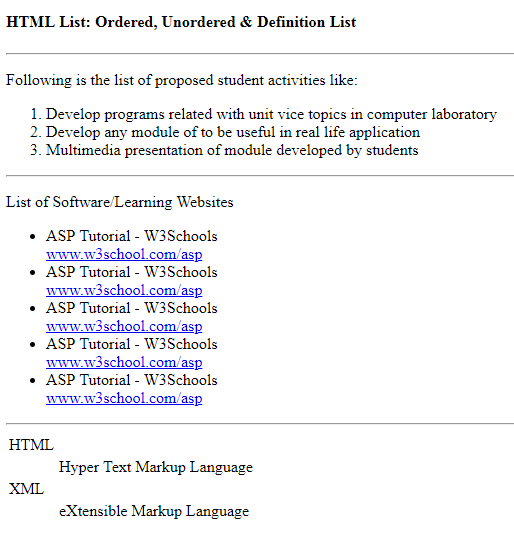 HTML List: Ordered, Unordered & Definition List
Following is the list of proposed student activities like:
1. Develop programs related with unit vice topics in computer laboratory
2. Develop any module of to be useful in real life application
3. Multimedia presentation of module developed by students
List of Software/Learning Websites
• ASP Tutorial - W3Schools
www.w3school.com/asp
• ASP Tutorial - W3Schools
www.w3school.com/asp
• ASP Tutorial - W3Schools
www.w3school.com/asp
• ASP Tutorial - W3Schools
www.w3school.com/asp
• ASP Tutorial - W3Schools
www.w3school.com/asp
HTML
Hyper Text Markup Language
XML
eXtensible Markup Language